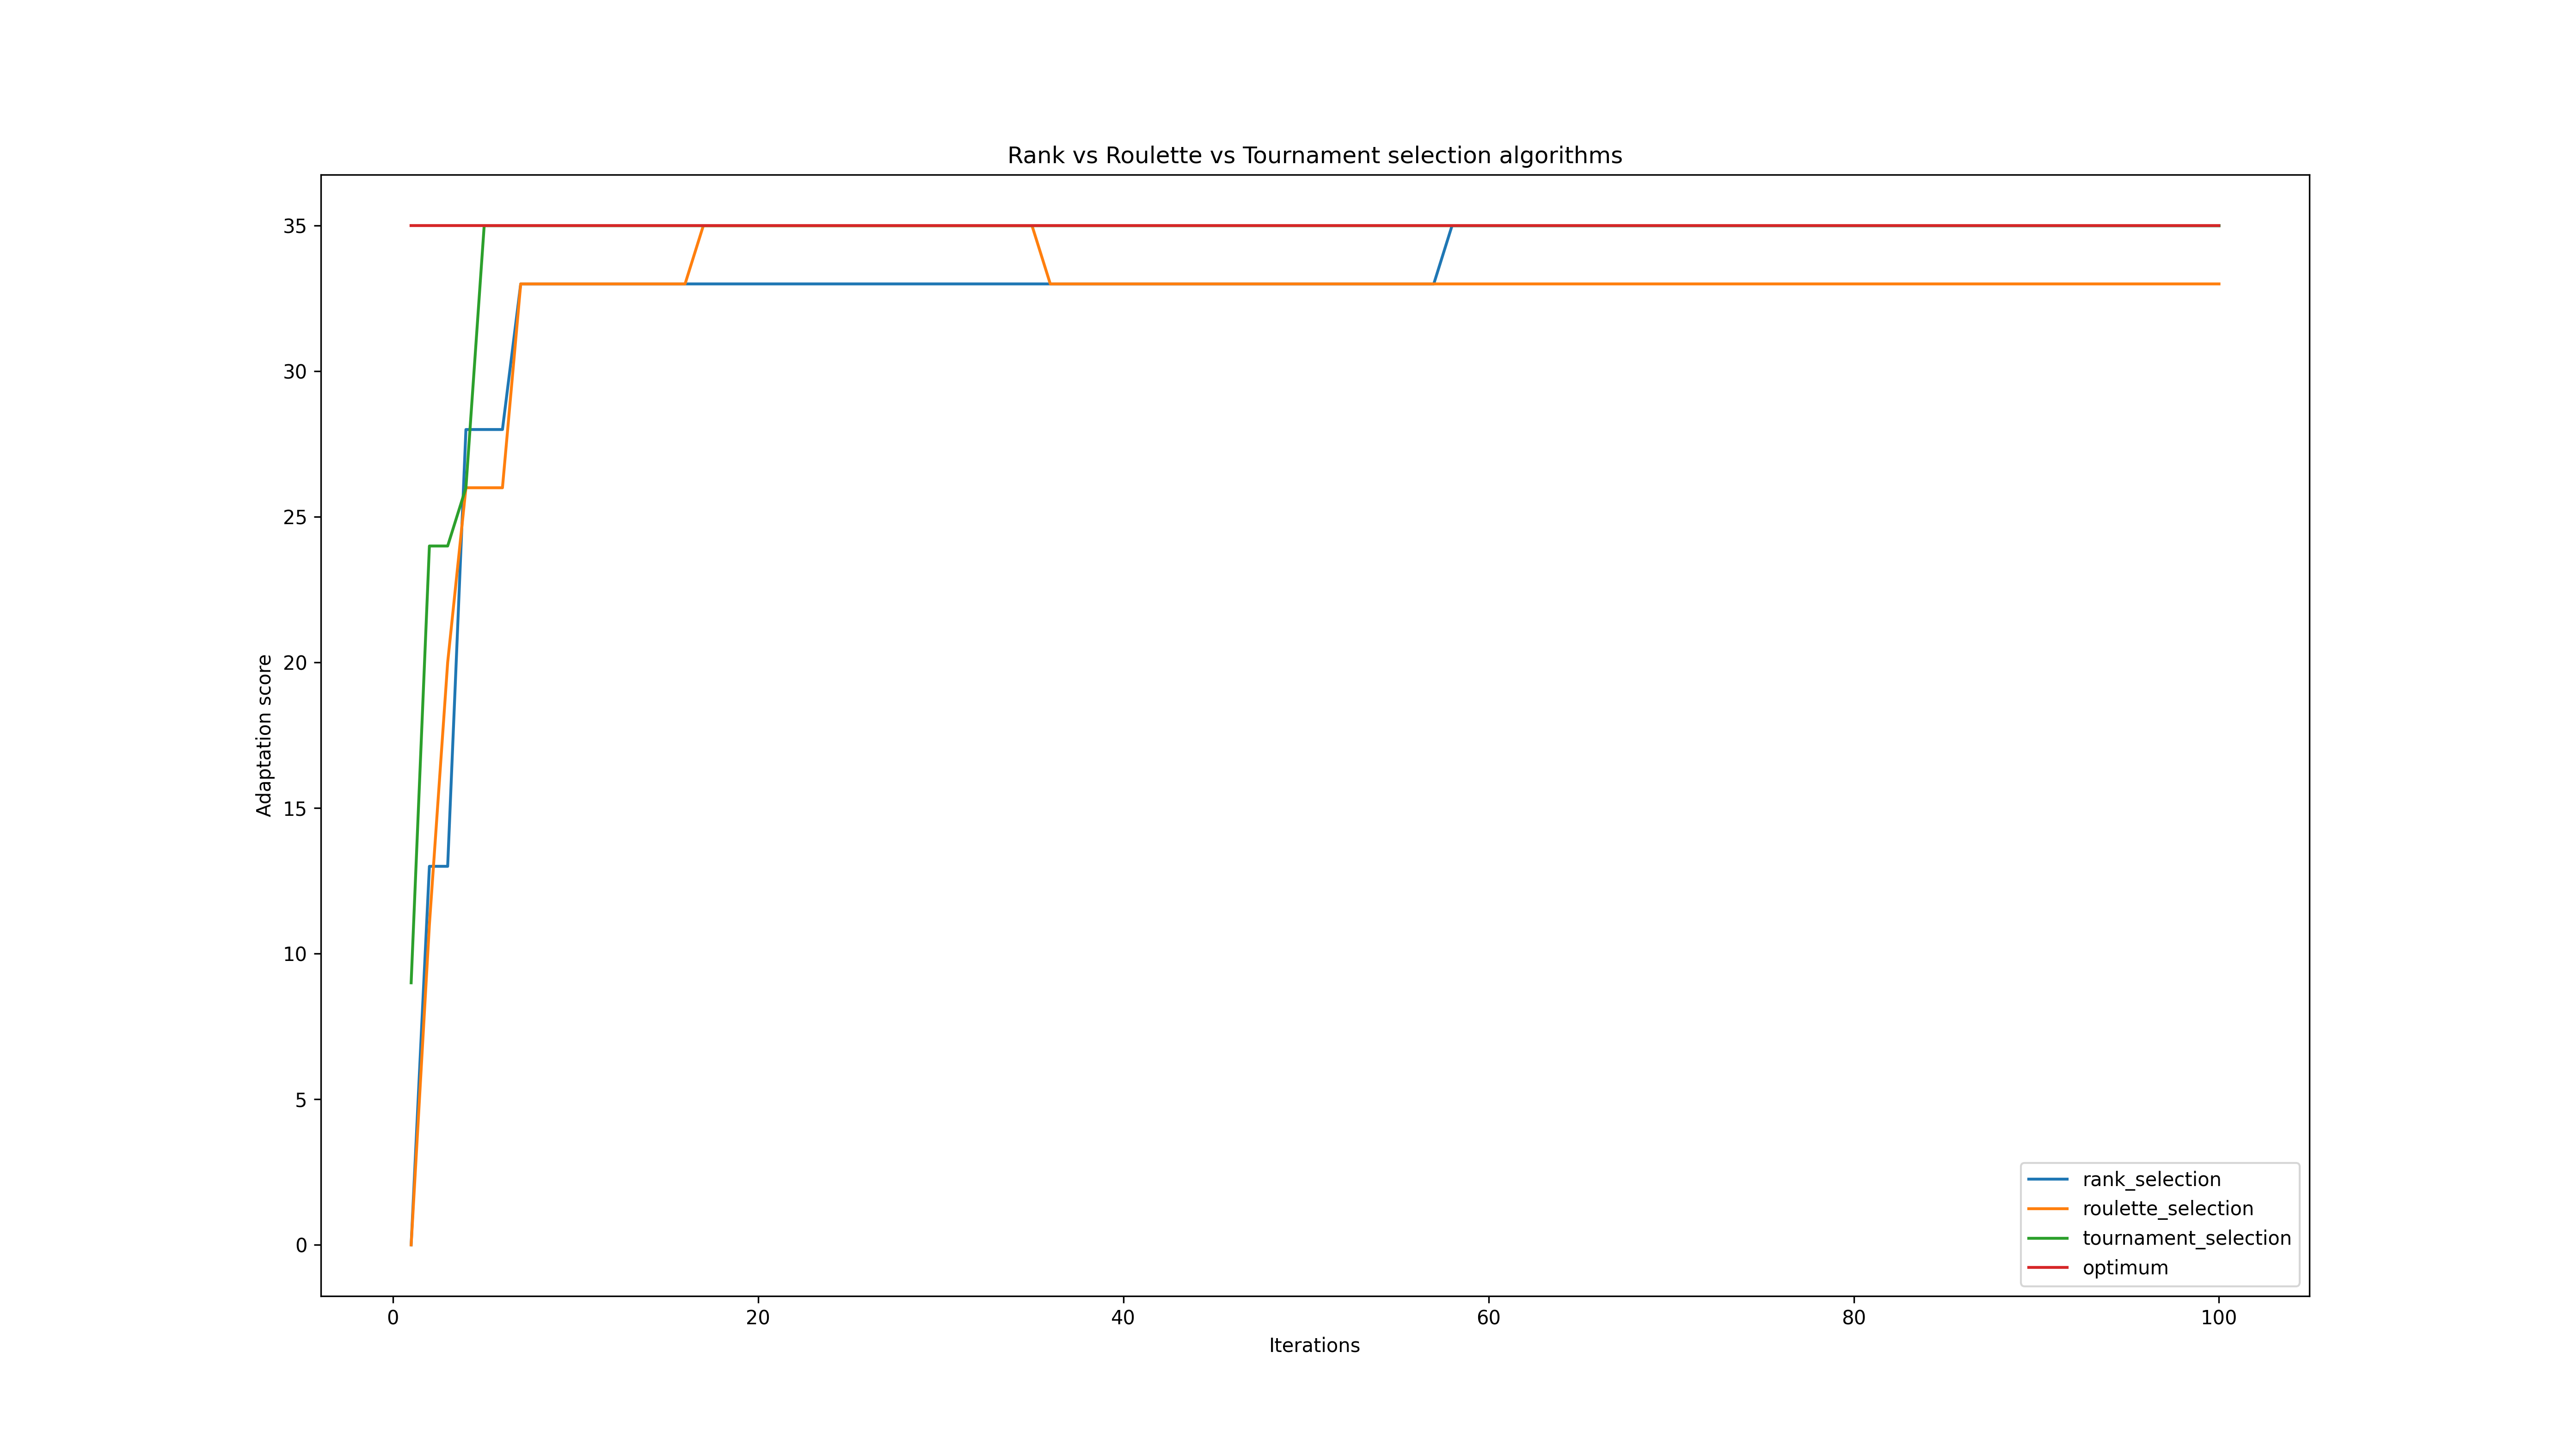 Rank vs Roulette vs Tournament selection algorithms
35
30
25
20
15
10
5
0
Adaptation score
0 20 40 60 80 100
Iterations
rank_selection
roulette_selection
tournament_selection
optimum